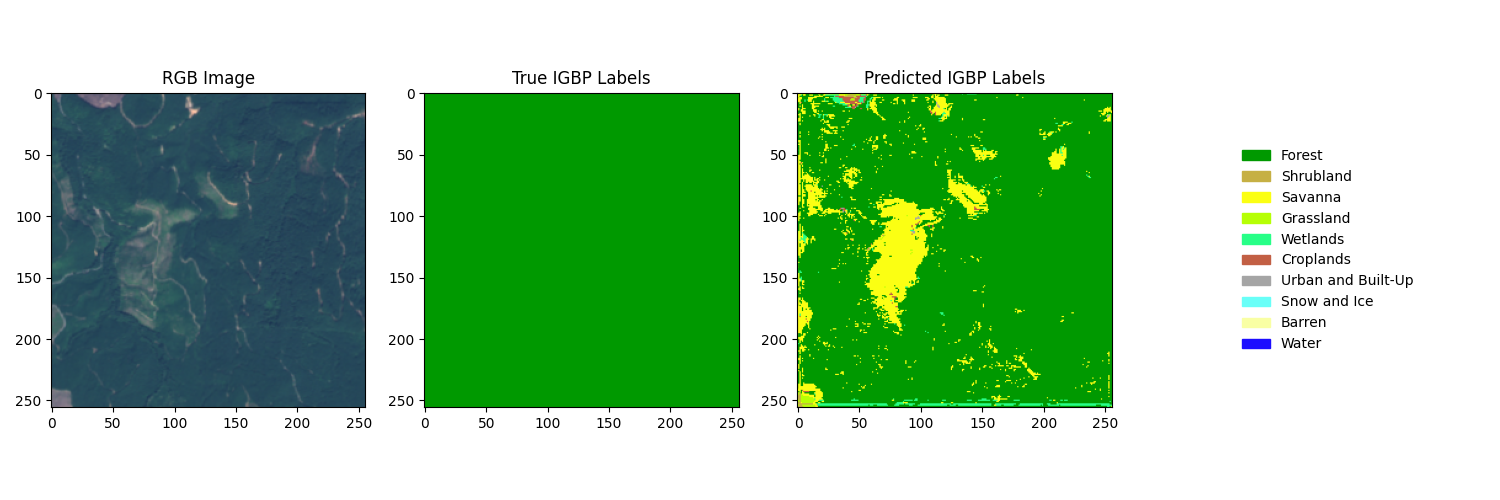 RGB Image
True IGBP Labels
Predicted IGBP Labels
0
50
100
150
200
250
0
50
100
150
200
250
0
50
100
150
200
250
0
50
100
150
200
250
0
50
100
150
200
250
0
50
100
150
200
250
Forest
Shrubland
Savanna
Grassland
Wetlands
Croplands
Urban and Built-Up
Snow and Ice
Barren
Water